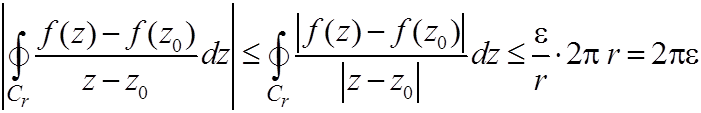 |∮_{C_r} (f(z) − f(z_0))/(z − z_0) dz| ≤ ∮_{C_r} |f(z) − f(z_0)|/|z − z_0| dz ≤ ε/r · 2π r = 2πε